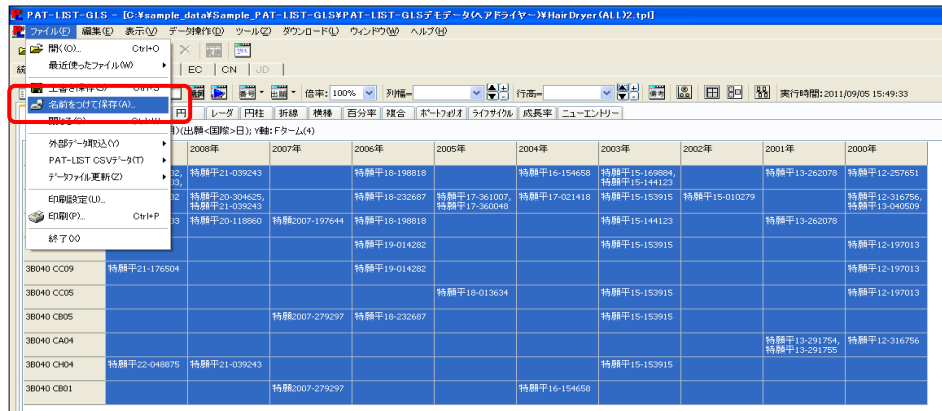 PAT-LIST-GLS - [C:¥sample_data¥Sample_PAT-LIST-GLS¥PAT-LIST-GLSデモデータ(ヘアドライヤー)¥HairDryer(ALL)2.tpl]
ファイル(F) 編集(E) 表示(V) データ操作(D) ツール(Z) ダウンロード(L) ウィンドウ(W) ヘルプ(H)
開く(O)... Ctrl+O
最近使ったファイル(W)
統 EC CN JD
名前をつけて保存(A)...
倍率: 100% 列幅= 行高= 備考 実行時間:2011/09/05 15:49:33
円 レーダ 円柱 折線 横棒 百分率 複合 ポートフォリオ ライフサイクル 成長率 ニューエントリー
(出願<国際>日); Y軸: Fターム(4)
外部データ取込(Y)
PAT-LIST CSVデータ(T)
データファイル更新(Z)
印刷設定(U)...
印刷(P)... Ctrl+P
終了(X)
2008年 2007年 2006年 2005年 2004年 2003年 2002年 2001年 2000年
特願平21-039243 特願平18-198818 特願平16-154658 特願平15-169884, 特願平15-144123 特願平13-262078 特願平12-257651
特願平20-304625, 特願平21-039243 特願平18-232687 特願平17-361007, 特願平17-360048 特願平17-021418 特願平15-153915 特願平15-010279 特願平12-316756, 特願平13-040509
特願平20-118860 特願2007-197644 特願平18-198818 特願平15-144123 特願平13-262078
特願平19-014282 特願平15-153915 特願平12-197013
3B040 CC09 特願平21-176504 特願平19-014282 特願平12-197013
3B040 CC05 特願平18-013634 特願平15-153915 特願平12-197013
3B040 CB05 特願2007-279297 特願平18-232687 特願平15-153915
3B040 CA04 特願平13-291754, 特願平13-291755 特願平12-316756
3B040 CH04 特願平22-048875 特願平21-039243 特願平15-153915
3B040 CB01 特願2007-279297 特願平16-154658